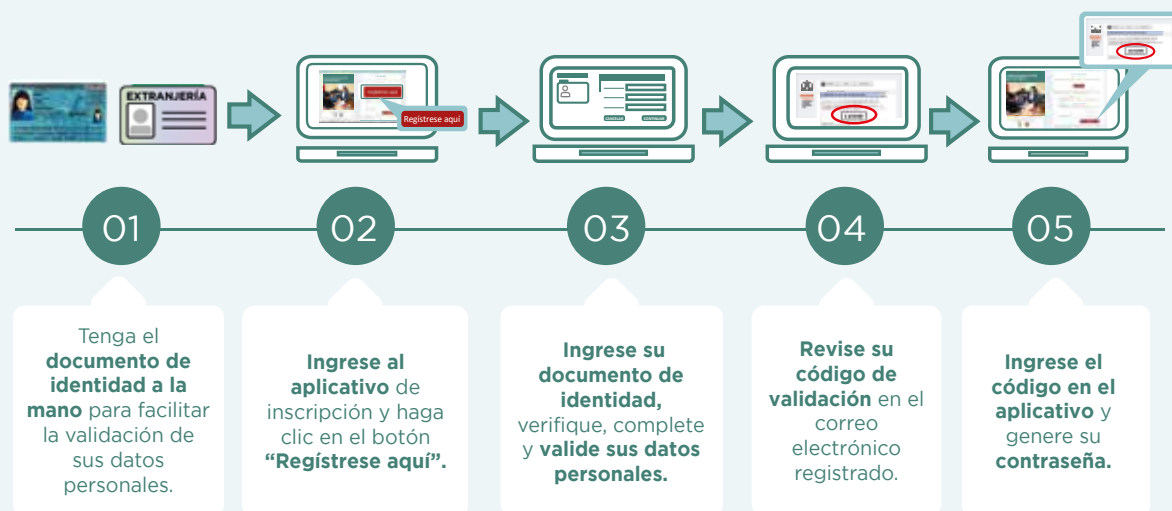 EXTRANJERÍA
Regístrese aquí
CANCELAR
CONTINUAR
01
02
03
04
05
Tenga el
documento de
identidad a la
mano para facilitar
la validación de
sus datos
personales.
Ingrese al
aplicativo de
inscripción y haga
clic en el botón
“Regístrese aquí”.
Ingrese su
documento de
identidad,
verifique, complete
y valide sus datos
personales.
Revise su
código de
validación en el
correo
electrónico
registrado.
Ingrese el
código en el
aplicativo y
genere su
contraseña.